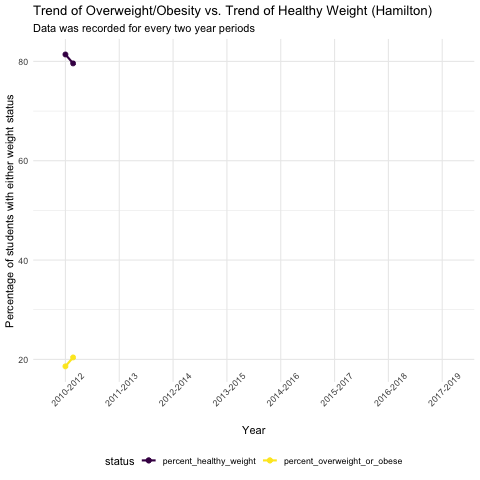 Trend of Overweight/Obesity vs. Trend of Healthy Weight (Hamilton)
Data was recorded for every two year periods
Percentage of students with either weight status
80
60
40
20
2010-2012
2011-2013
2012-2014
2013-2015
2014-2016
2015-2017
2016-2018
2017-2019
Year
status
percent_healthy_weight
percent_overweight_or_obese